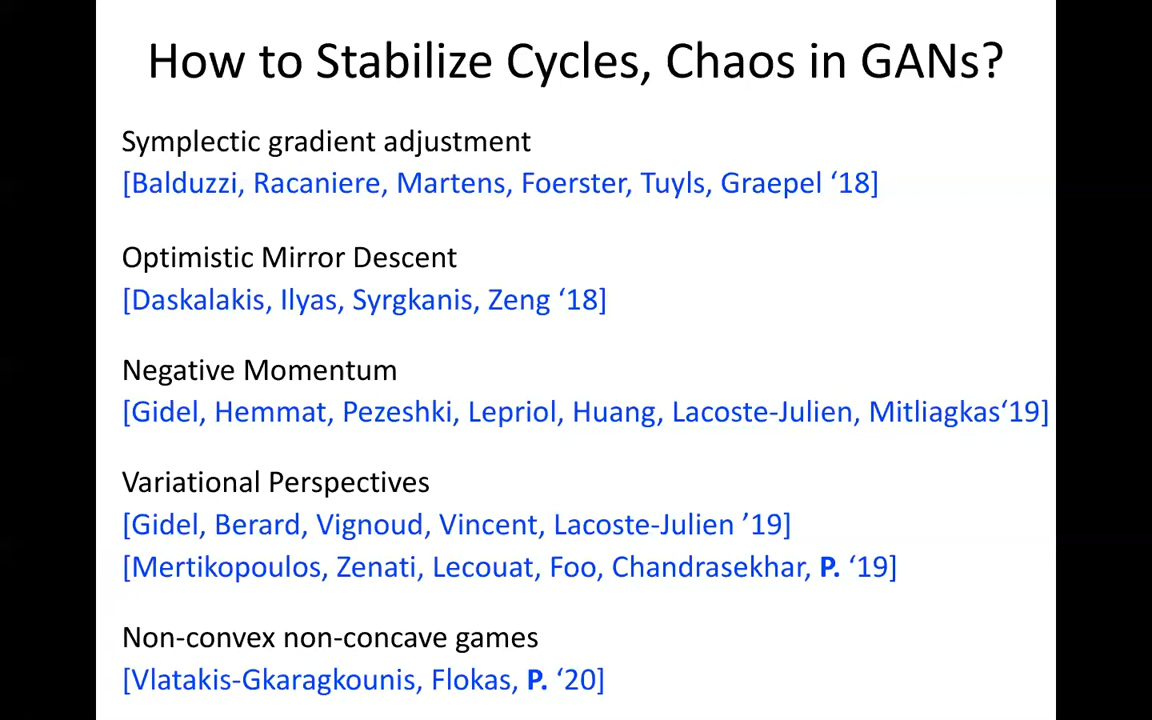 How to Stabilize Cycles, Chaos in GANs?
Symplectic gradient adjustment
[Balduzzi, Racaniere, Martens, Foerster, Tuyls, Graepel ‘18]
Optimistic Mirror Descent
[Daskalakis, Ilyas, Syrgkanis, Zeng ‘18]
Negative Momentum
[Gidel, Hemmat, Pezeshki, Lepriol, Huang, Lacoste-Julien, Mitliagkas‘19]
Variational Perspectives
[Gidel, Berard, Vignoud, Vincent, Lacoste-Julien ’19]
[Mertikopoulos, Zenati, Lecouat, Foo, Chandrasekhar, P. ‘19]
Non-convex non-concave games
[Vlatakis-Gkaragkounis, Flokas, P. ‘20]